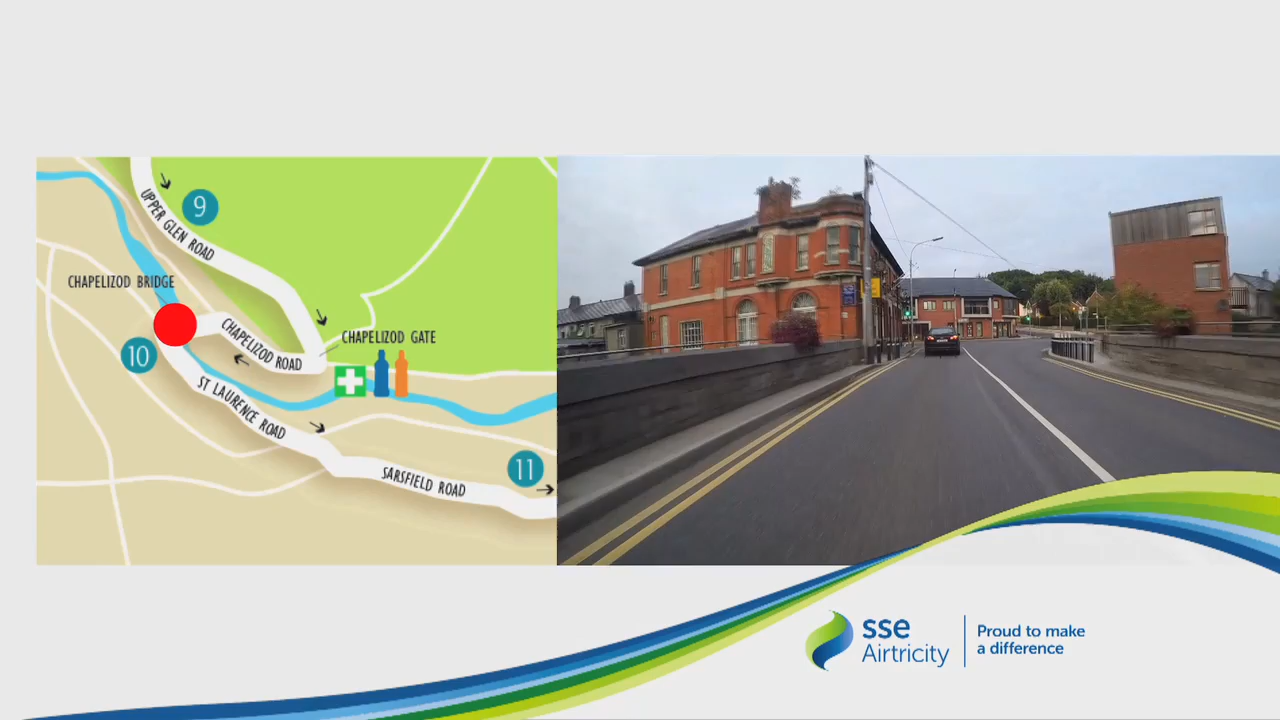 9
UPPER GLEN ROAD
CHAPELIZOD BRIDGE
CHAPELIZOD ROAD
CHAPELIZOD GATE
10
ST LAURENCE ROAD
SARSFIELD ROAD
11
sse
Airtricity
Proud to make
a difference